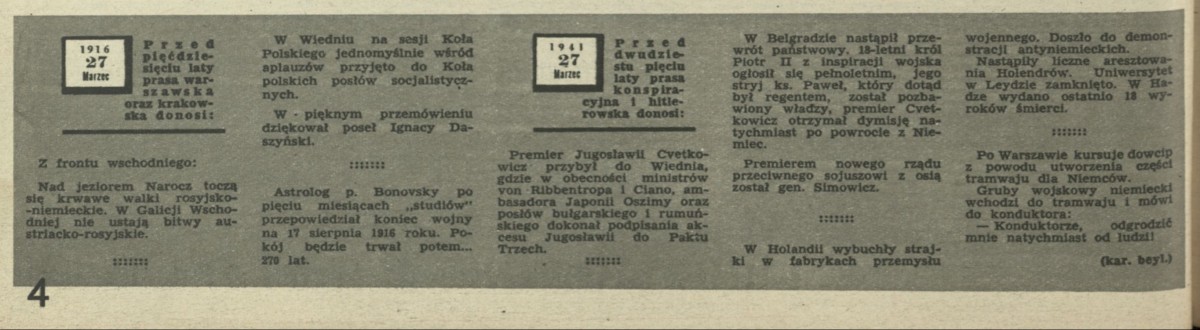 1916
27
Marzec
Przed
pięćdzie-
sięciu laty
prasa war-
szawska
oraz krakow-
ska donosi:
Z frontu wschodniego:
Nad jeziorem Narocz toczą
się krwawe walki rosyjsko-
-niemieckie. W Galicji Wscho-
dniej nie ustają bitwy au-
striacko-rosyjskie.
:::::::
W Wiedniu na sesji Koła
Polskiego jednomyślnie wśród
aplauzów przyjęto do Koła
polskich posłów socjalistycz-
nych.
W pięknym przemówieniu
dziękował poseł Ignacy Da-
szyński.
:::::::
Astrolog p. Bonovsky po
pięciu miesiącach „studiów"
przepowiedział koniec wojny
na 17 sierpnia 1916 roku. Po-
kój będzie trwał potem...
270 lat.
1941
27
Marzec
Przed
dwudzie-
stu pięciu
laty prasa
konspira-
cyjna i hitle-
rowska donosi:
Premier Jugosławii Cvetko-
wicz przybył do Wiednia,
gdzie w obecności ministrów
von Ribbentropa i Ciano, am-
basadora Japonii Oszimy oraz
posłów bułgarskiego i rumuń-
skiego dokonał podpisania ak-
cesu Jugosławii do Paktu
Trzech.
:::::::
W Belgradzie nastąpił prze-
wrót państwowy. 18-letni król
Piotr II z inspiracji wojska
ogłosił się pełnoletnim, jego
stryj ks. Paweł, który dotąd
był regentem, został pozba-
wiony władzy, premier Cvet-
kowicz otrzymał dymisję na-
tychmiast po powrocie z Nie-
miec.
Premierem nowego rządu
przeciwnego sojuszowi z osią
został gen. Simowicz.
:::::::
W Holandii wybuchły straj-
ki w fabrykach przemysłu
wojennego. Doszło do demon-
stracji antyniemieckich.
Nastąpiły liczne aresztowa-
nia Holendrów. Uniwersytet
w Leydzie zamknięto. W Ha-
dze wydano ostatnio 18 wy-
roków śmierci.
:::::::
Po Warszawie kursuje dowcip
z powodu utworzenia części
tramwaju dla Niemców.
Gruby wojskowy niemiecki
wchodzi do tramwaju i mówi
do konduktora:
— Konduktorze, odgrodzić
mnie natychmiast od ludzi!
(kar. beyl.)
4